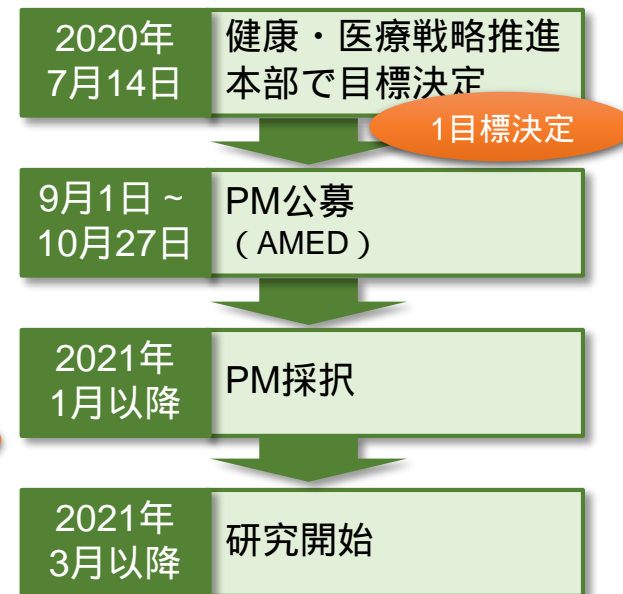 2020年
7月14日
健康・医療戦略推進
本部で目標決定
1目標決定
9月1日～
10月27日
PM公募
（AMED）
2021年
1月以降
PM採択
2021年
3月以降
研究開始